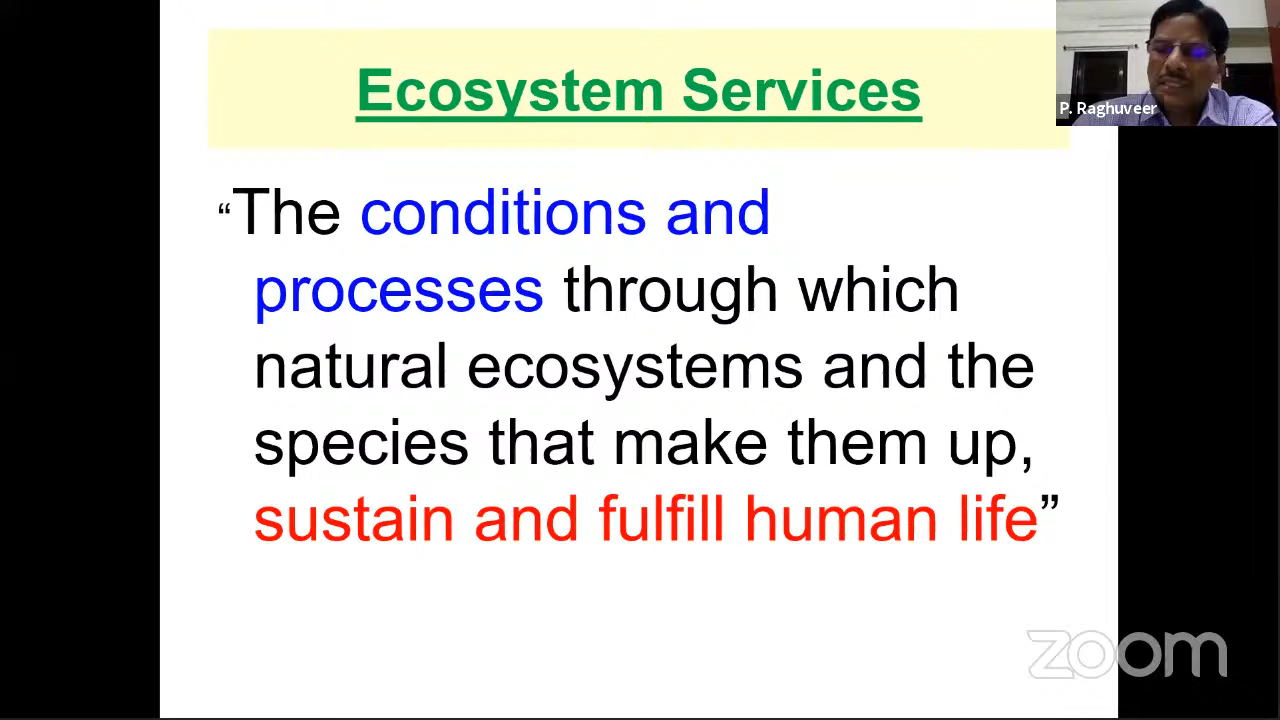 Ecosystem Services
P. Raghuveer
“The conditions and
processes through which
natural ecosystems and the
species that make them up,
sustain and fulfill human life”
zoom